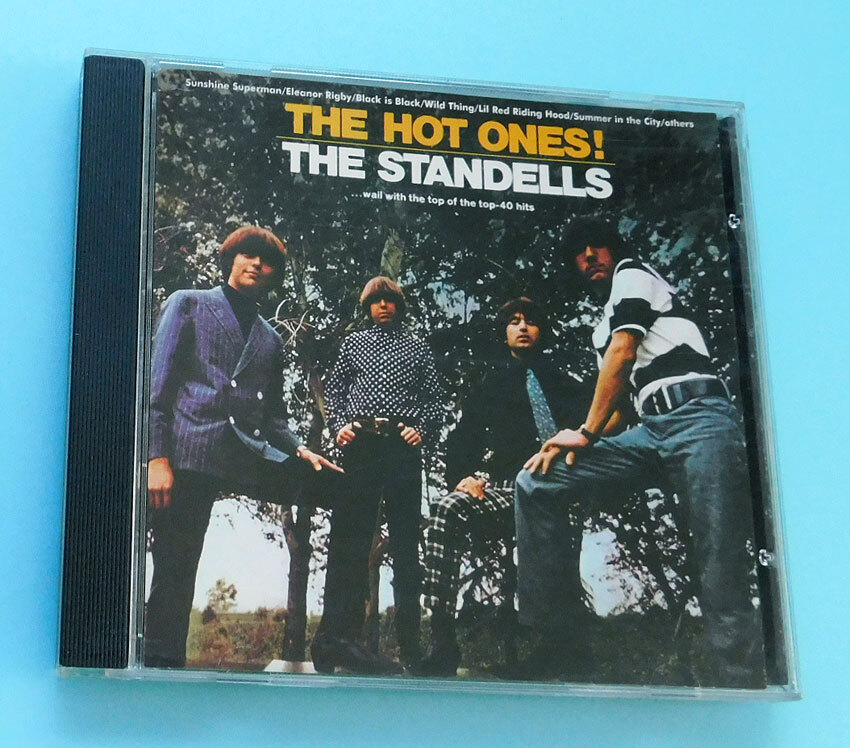 Sunshine Superman/Eleanor Rigby/Black is Black/Wild Thing/Lil Red Riding Hood/Summer in the City/others
THE HOT ONES!
THE STANDELLS
...wail with the top of the top-40 hits